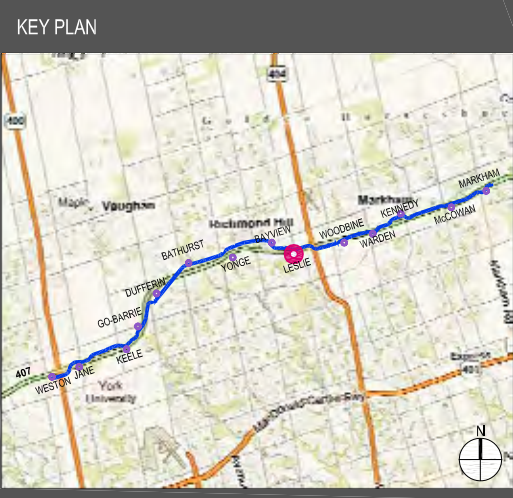 KEY PLAN
404
400
MARKHAM
Maple
Vaughan
Markham
KENNEDY
McCOWAN
Richmond Hill
WOODBINE
BAYVIEW
WARDEN
BATHURST
YONGE
LESLIE
DUFFERIN
GO-BARRIE
KEELE
407
WESTON
JANE
York
University
401
N